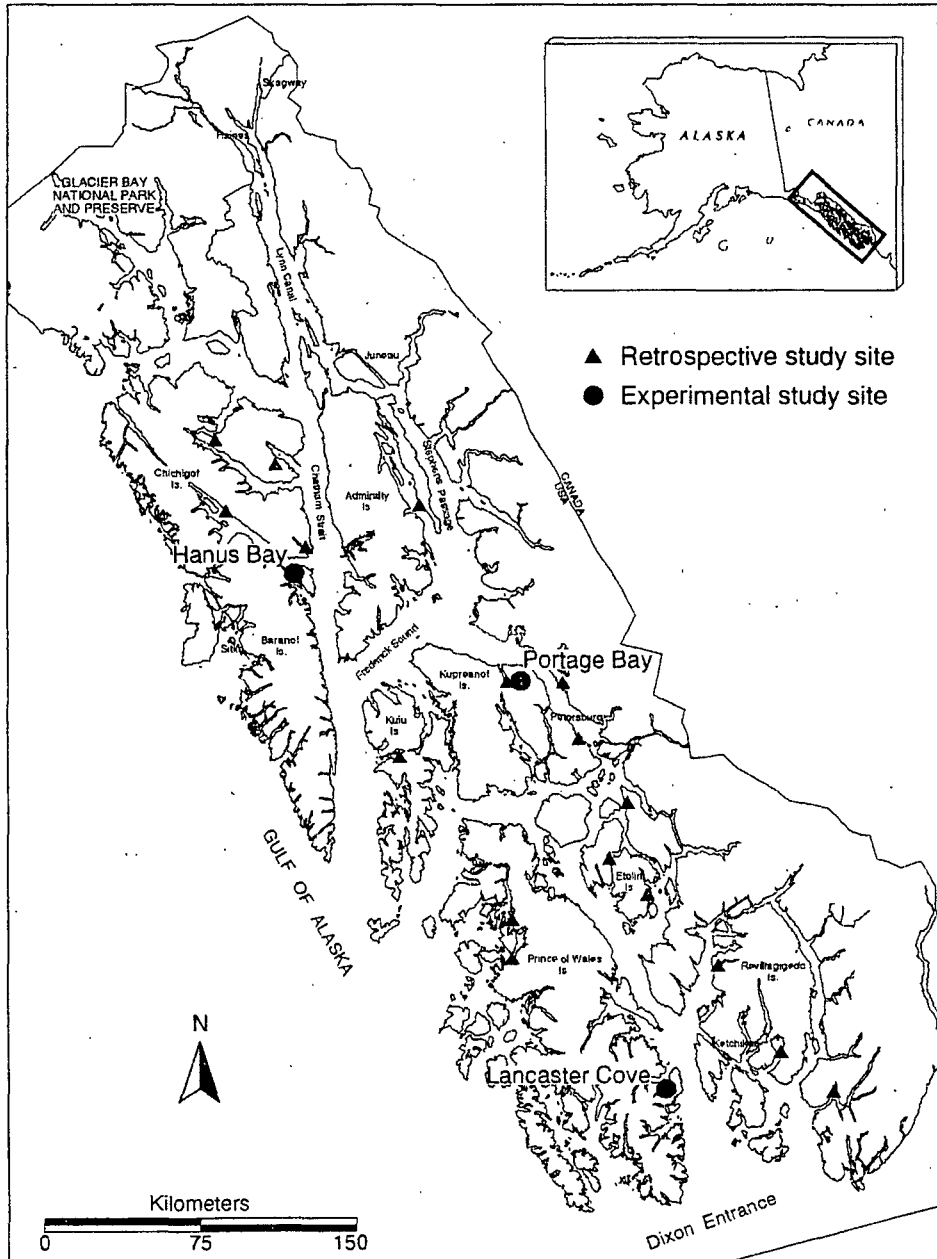 Skagway
Haines
GLACIER BAY
NATIONAL PARK
AND PRESERVE
ALASKA
CANADA
G U
Lynn Canal
Juneau
▲ Retrospective study site
● Experimental study site
Chichigof
Is.
Chatham Strait
Admiralty
Is
Stephens Passage
CANADA
USA
Hanus Bay
Sitka
Baranof
Is.
Frederick Sound
Kupreanof
Is.
Portage Bay
Petersburg
Kuiu
Is
GULF OF ALASKA
Etolin
Is
Prince of Wales
Is.
Revillagigedo
Is.
Ketchikan
N
Lancaster Cove
Kilometers
0 75 150
Dixon Entrance